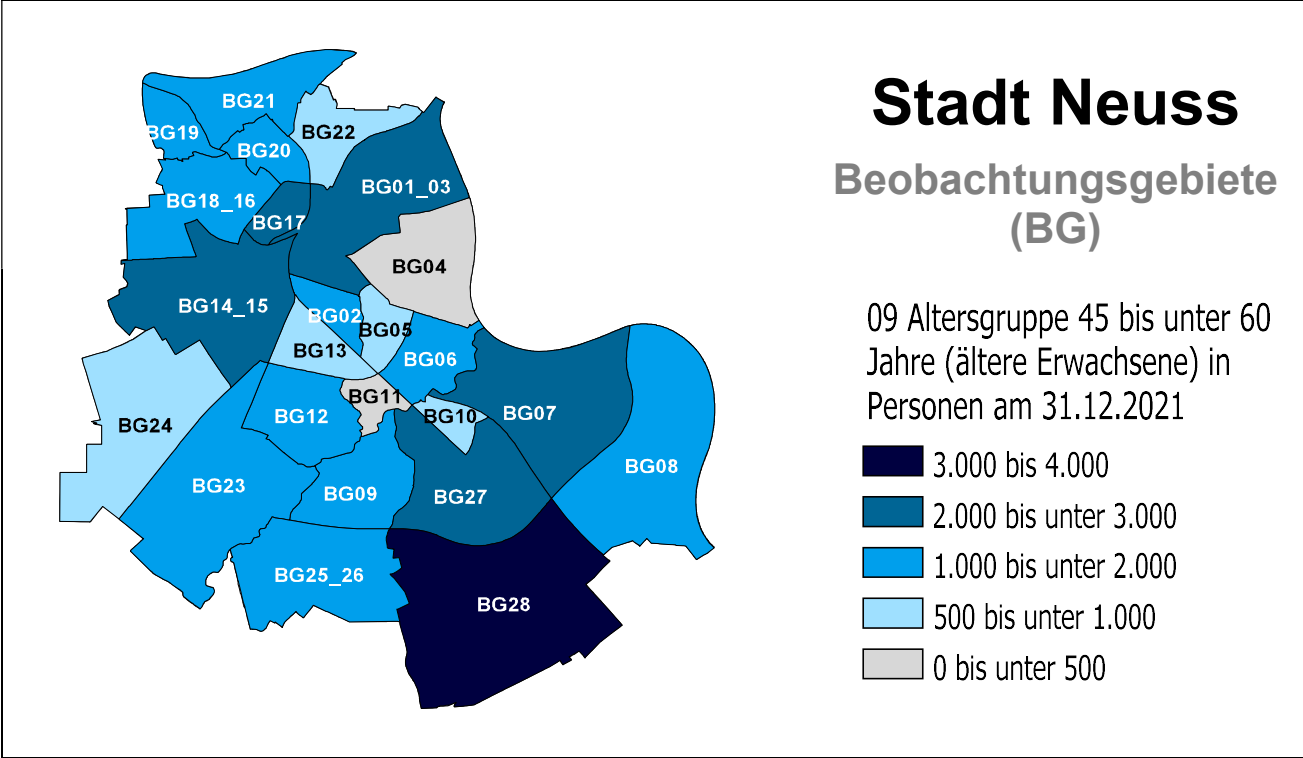 Stadt Neuss
Beobachtungsgebiete
(BG)
09 Altersgruppe 45 bis unter 60
Jahre (ältere Erwachsene) in
Personen am 31.12.2021
3.000 bis 4.000
2.000 bis unter 3.000
1.000 bis unter 2.000
500 bis unter 1.000
0 bis unter 500
BG21
BG19
BG22
BG20
BG01_03
BG18_16
BG17
BG04
BG14_15
BG02
BG05
BG13
BG06
BG11
BG12
BG10
BG07
BG24
BG08
BG23
BG09
BG27
BG25_26
BG28